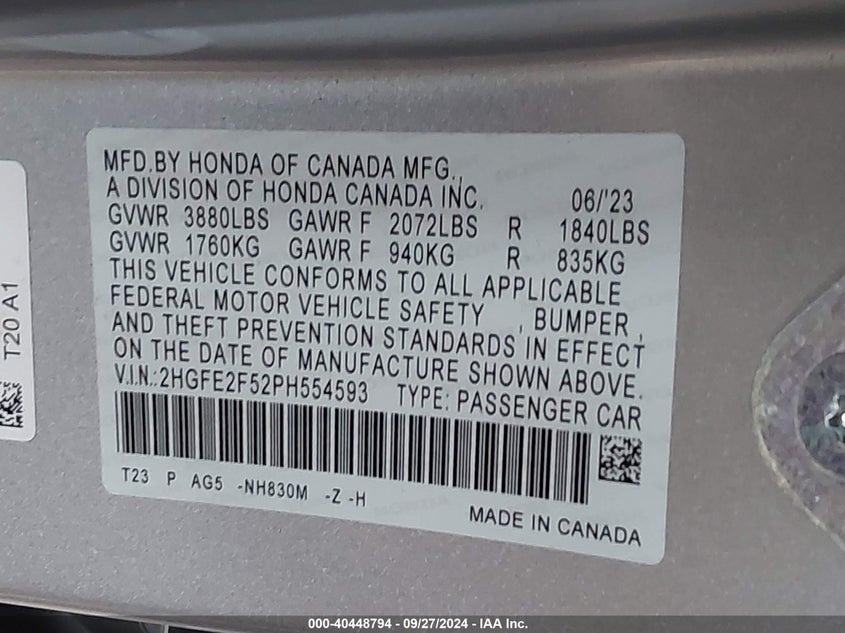 MFD.BY HONDA OF CANADA MFG.,
A DIVISION OF HONDA CANADA INC. 06/'23
GVWR 3880LBS GAWR F 2072LBS R 1840LBS
GVWR 1760KG GAWR F 940KG R 835KG
THIS VEHICLE CONFORMS TO ALL APPLICABLE
FEDERAL MOTOR VEHICLE SAFETY , BUMPER ,
AND THEFT PREVENTION STANDARDS IN EFFECT
ON THE DATE OF MANUFACTURE SHOWN ABOVE.
V.I.N.:2HGFE2F52PH554593 TYPE: PASSENGER CAR
T23 P AG5 -NH830M -Z -H
MADE IN CANADA
T20 A1
000-40448794 - 09/27/2024 - IAA Inc.